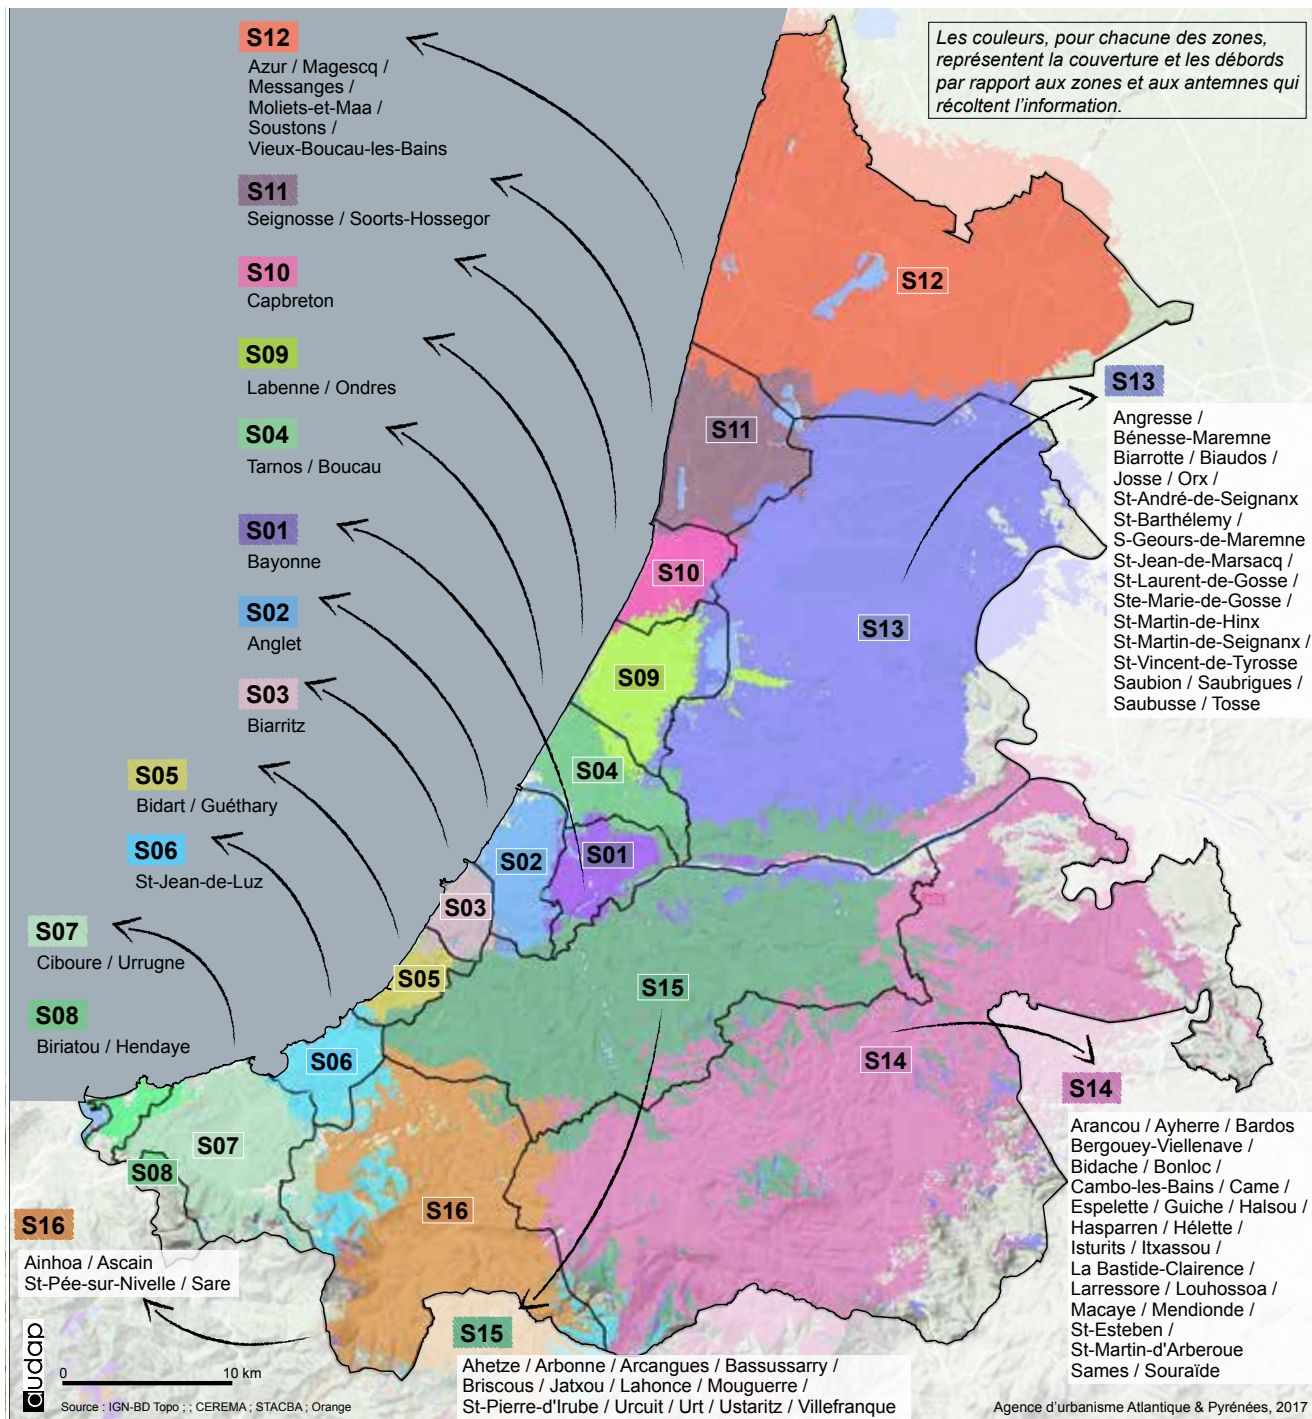 S12
Azur / Magescq /
Messanges /
Moliets-et-Maa /
Soustons /
Vieux-Boucau-les-Bains
S11
Seignosse / Soorts-Hossegor
S10
Capbreton
S09
Labenne / Ondres
S04
Tarnos / Boucau
S01
Bayonne
S02
Anglet
S03
Biarritz
S05
Bidart / Guéthary
S06
St-Jean-de-Luz
S07
Ciboure / Urrugne
S08
Biriatou / Hendaye
Les couleurs, pour chacune des zones,
représentent la couverture et les débords
par rapport aux zones et aux antemnes qui
récoltent l'information.
S12
S11
S10
S13
S09
S04
S01
S02
S03
S05
S15
S06
S14
S07
S08
S16
S13
Angresse /
Bénesse-Maremne
Biarrotte / Biaudos /
Josse / Orx /
St-André-de-Seignanx
St-Barthélemy /
S-Geours-de-Maremne
St-Jean-de-Marsacq /
St-Laurent-de-Gosse /
Ste-Marie-de-Gosse /
St-Martin-de-Hinx
St-Martin-de-Seignanx /
St-Vincent-de-Tyrosse
Saubion / Saubrigues /
Saubusse / Tosse
S14
Arancou / Ayherre / Bardos
Bergouey-Viellenave /
Bidache / Bonloc /
Cambo-les-Bains / Came /
Espelette / Guiche / Halsou /
Hasparren / Hélette /
Isturits / Itxassou /
La Bastide-Clairence /
Larressore / Louhossoa /
Macaye / Mendionde /
St-Esteben /
St-Martin-d'Arberoue
Sames / Souraïde
S16
Ainhoa / Ascain
St-Pée-sur-Nivelle / Sare
S15
Ahetze / Arbonne / Arcangues / Bassussarry /
Briscous / Jatxou / Lahonce / Mouguerre /
St-Pierre-d'Irube / Urcuit / Urt / Ustaritz / Villefranque
audap
0 10 km
Source : IGN-BD Topo ; ; CEREMA ; STACBA ; Orange
Agence d'urbanisme Atlantique & Pyrénées, 2017